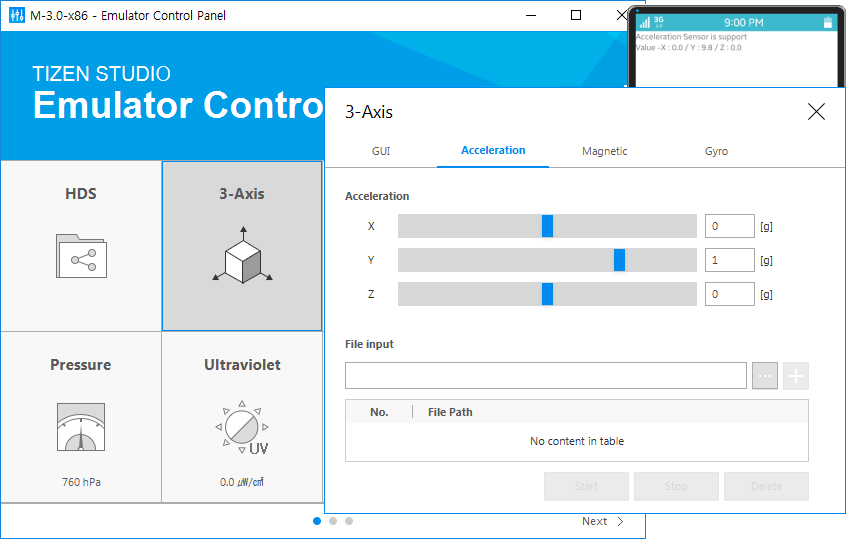 M-3.0-x86 - Emulator Control Panel
TIZEN STUDIO
Emulator Contro
HDS
3-Axis
Pressure
760 hPa
Ultraviolet
UV
0.0 ㎼/㎠
Next
3G
9:00 PM
Acceleration Sensor is support
Value -X : 0.0 / Y : 9.8 / Z : 0.0
3-Axis
GUI Acceleration Magnetic Gyro
Acceleration
X 0 [g]
Y 1 [g]
Z 0 [g]
File input
... +
No. File Path
No content in table
Start Stop Delete